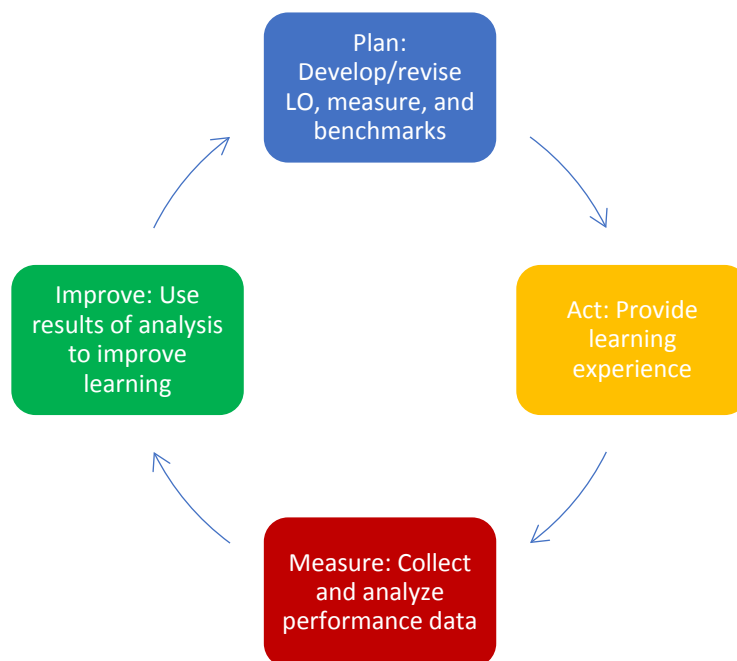 Plan:
Develop/revise
LO, measure, and
benchmarks
Act: Provide
learning
experience
Measure: Collect
and analyze
performance data
Improve: Use
results of analysis
to improve
learning